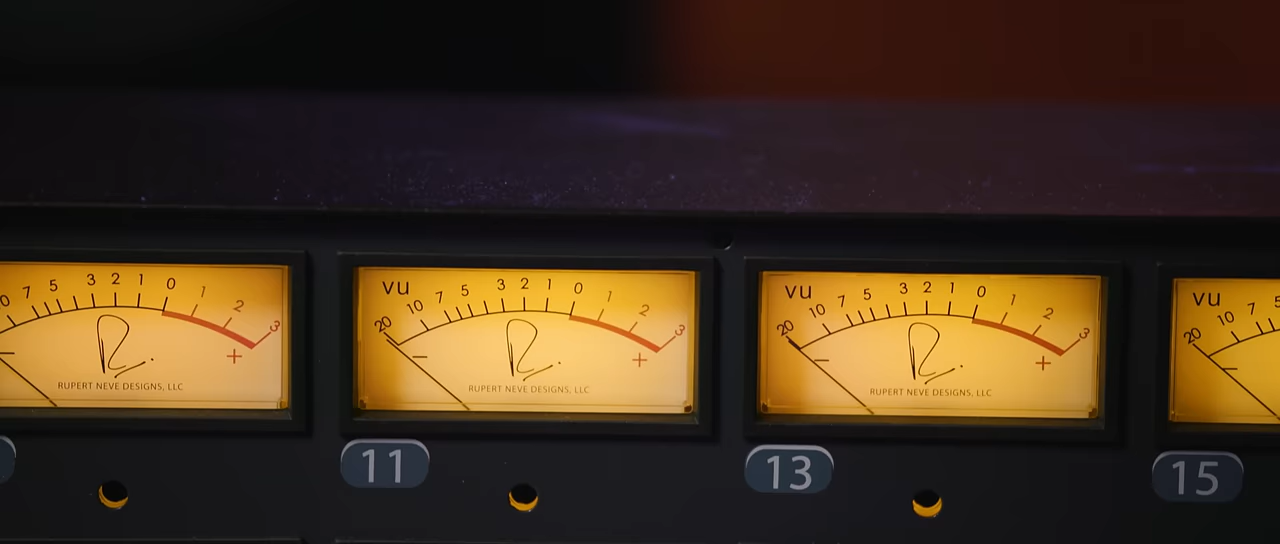 0 7 5 3 2 1 0 1 2 3
+
RUPERT NEVE DESIGNS, LLC
VU
20 10 7 5 3 2 1 0 1 2 3
− +
RUPERT NEVE DESIGNS, LLC
11
VU
20 10 7 5 3 2 1 0 1 2 3
− +
RUPERT NEVE DESIGNS, LLC
13
VU
20 10 7 5
−
15